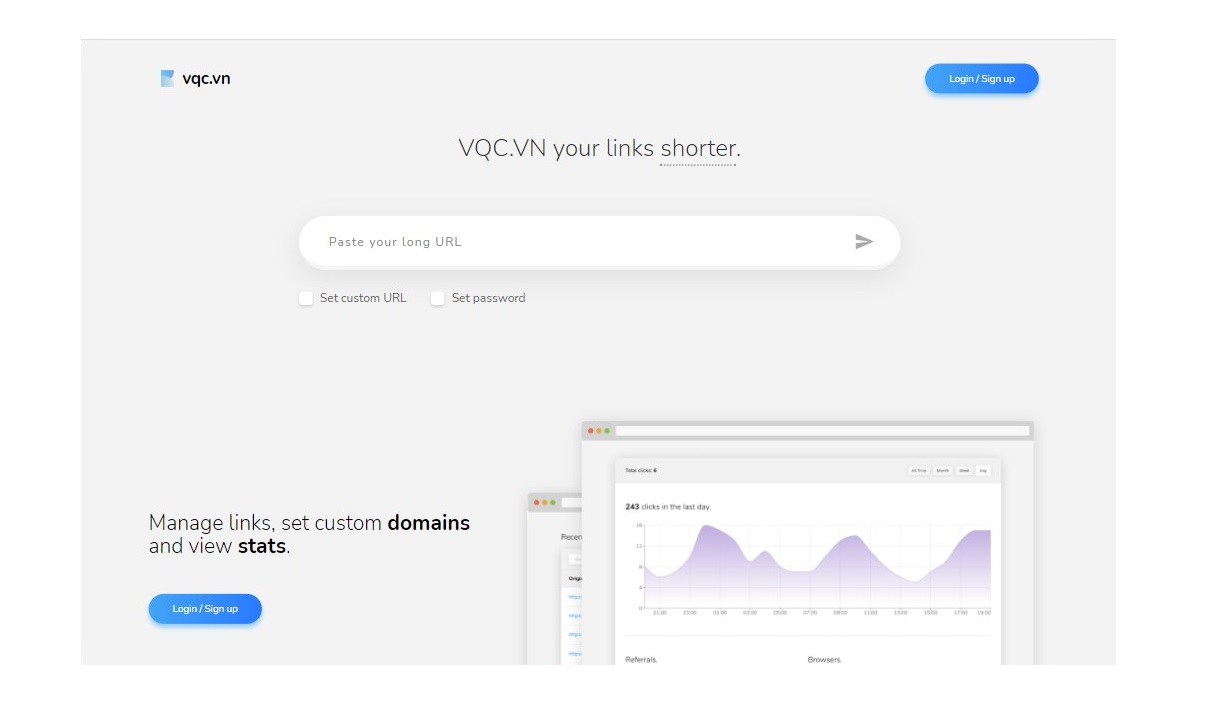 vqc.vn
Login / Sign up
VQC.VN your links shorter.
Paste your long URL
Set custom URL
Set password
Manage links, set custom domains
and view stats.
Login / Sign up
Recen
Origi
Total clicks: 6
All Time Month Week Day
243 clicks in the last day.
16
12
8
4
0
21:00 23:00 01:00 03:00 05:00 07:00 09:00 11:00 13:00 15:00 17:00 19:00
Referrals.
Browsers.